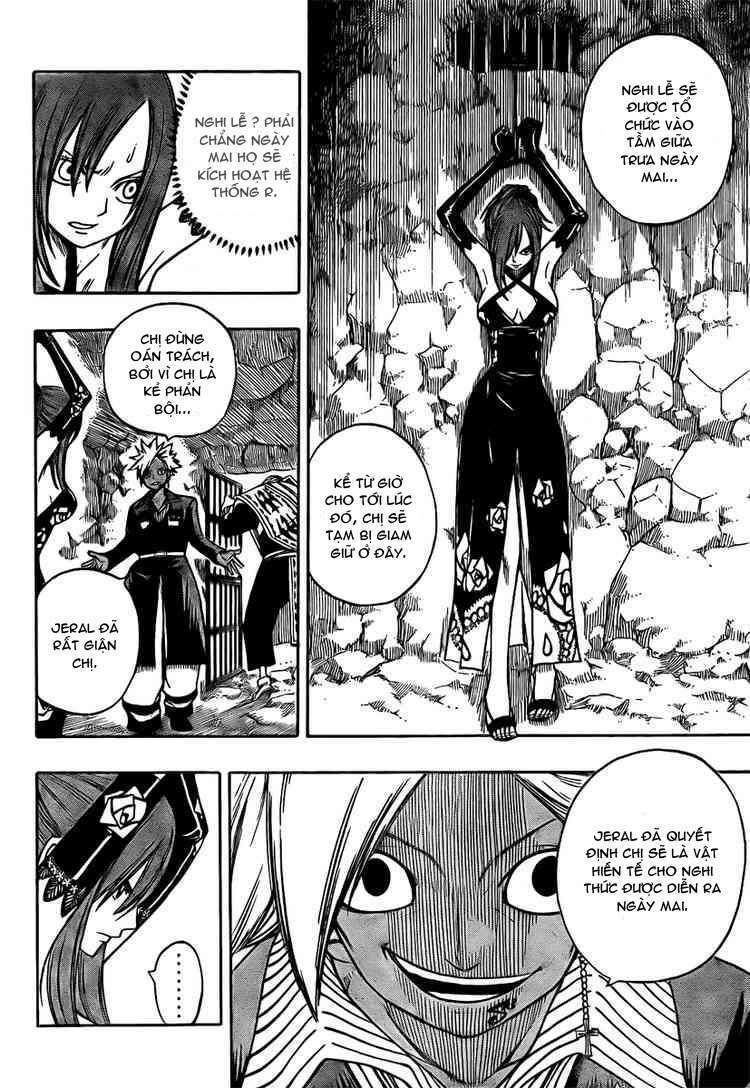 NGHI LỄ ? PHẢI
CHĂNG NGÀY
MAI HỌ SẼ
KÍCH HOẠT HỆ
THỐNG R.
NGHI LỄ SẼ
ĐƯỢC TỔ
CHỨC VÀO
TẦM GIỮA
TRƯA NGÀY
MAI...
KỂ TỪ GIỜ
CHO TỚI LÚC
ĐÓ, CHỊ SẼ
TẠM BỊ GIAM
GIỮ Ở ĐÂY.
CHỊ ĐỪNG
OÁN TRÁCH,
BỞI VÌ CHỊ LÀ
KẺ PHẢN
BỘI...
JERAL ĐÃ
RẤT GIẬN
CHỊ.
JERAL ĐÃ QUYẾT
ĐỊNH CHỊ SẼ LÀ VẬT
HIẾN TẾ CHO NGHI
THỨC ĐƯỢC DIỄN RA
NGÀY MAI.
......